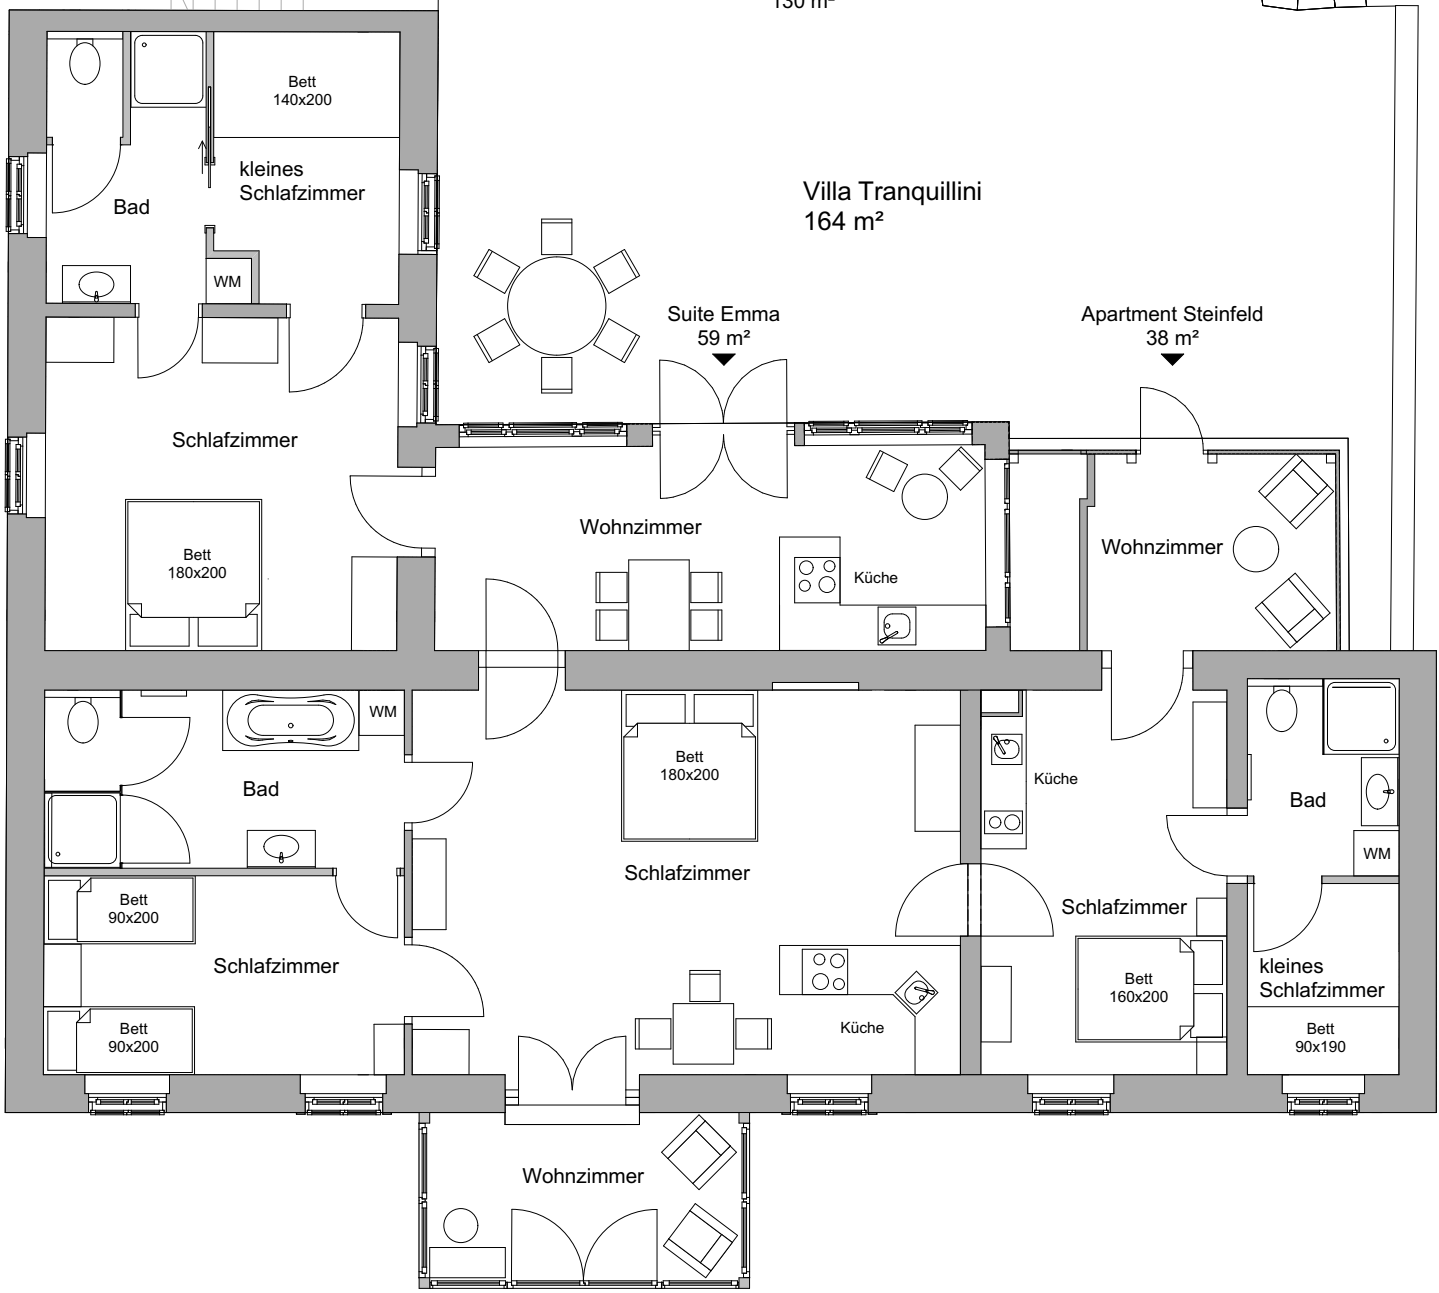 130 m²
Bett
140x200
kleines
Schlafzimmer
Bad
WM
Villa Tranquillini
164 m²
Suite Emma
59 m²
Apartment Steinfeld
38 m²
Schlafzimmer
Bett
180x200
Wohnzimmer
Küche
Wohnzimmer
WM
Bad
Bett
180x200
Küche
Bad
WM
Schlafzimmer
Bett
90x200
Schlafzimmer
Schlafzimmer
kleines
Schlafzimmer
Bett
160x200
Bett
90x200
Küche
Bett
90x190
Wohnzimmer